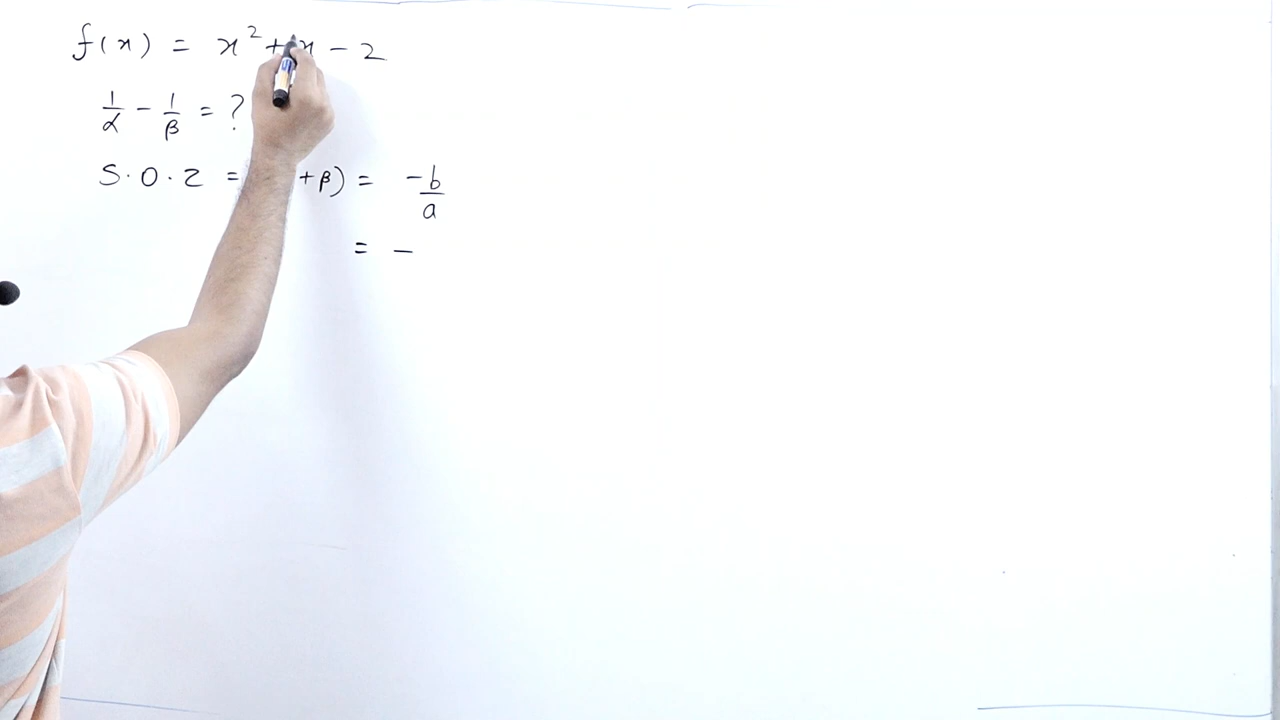 f(x) = x² + x - 2
1/α - 1/β = ?
S.O.Z = + β) = -b/a
= -